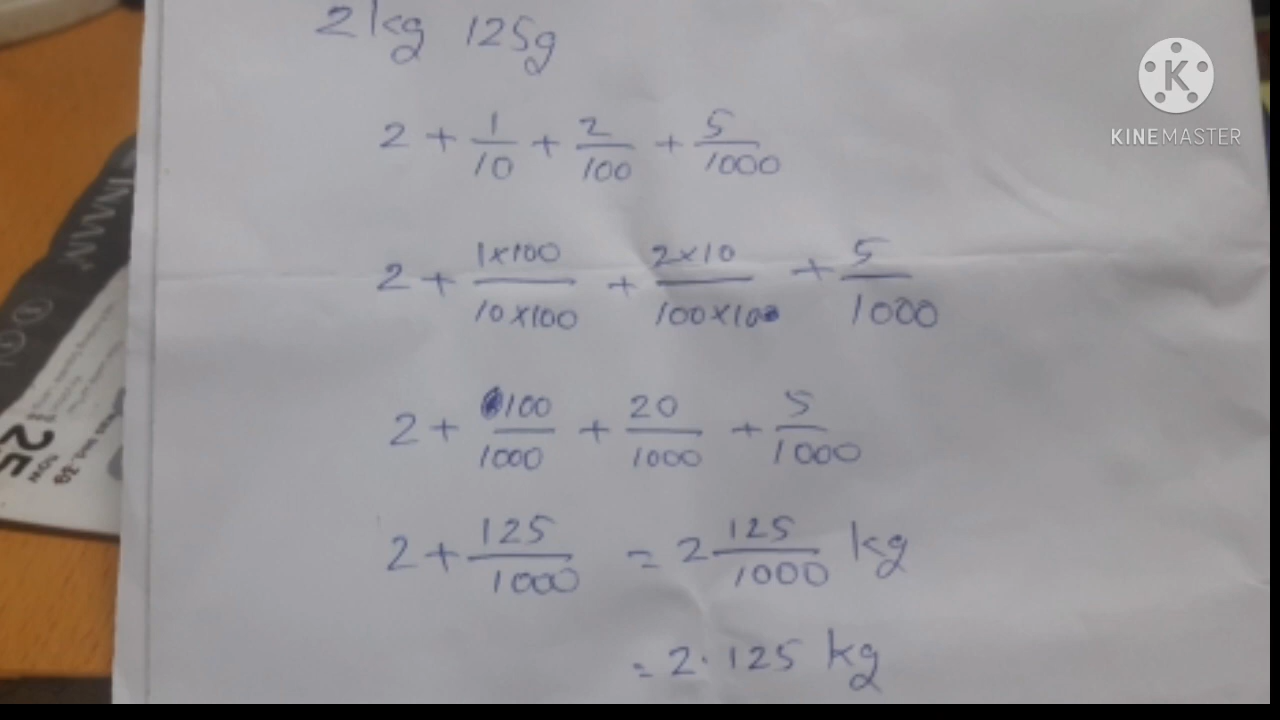 2kg 125g
KINEMASTER
2 + 1/10 + 2/100 + 5/1000
2 + 1×100/10×100 + 2×10/100×10 + 5/1000
2 + 100/1000 + 20/1000 + 5/1000
2 + 125/1000 = 2 125/1000 kg
= 2.125 kg
25
NOW